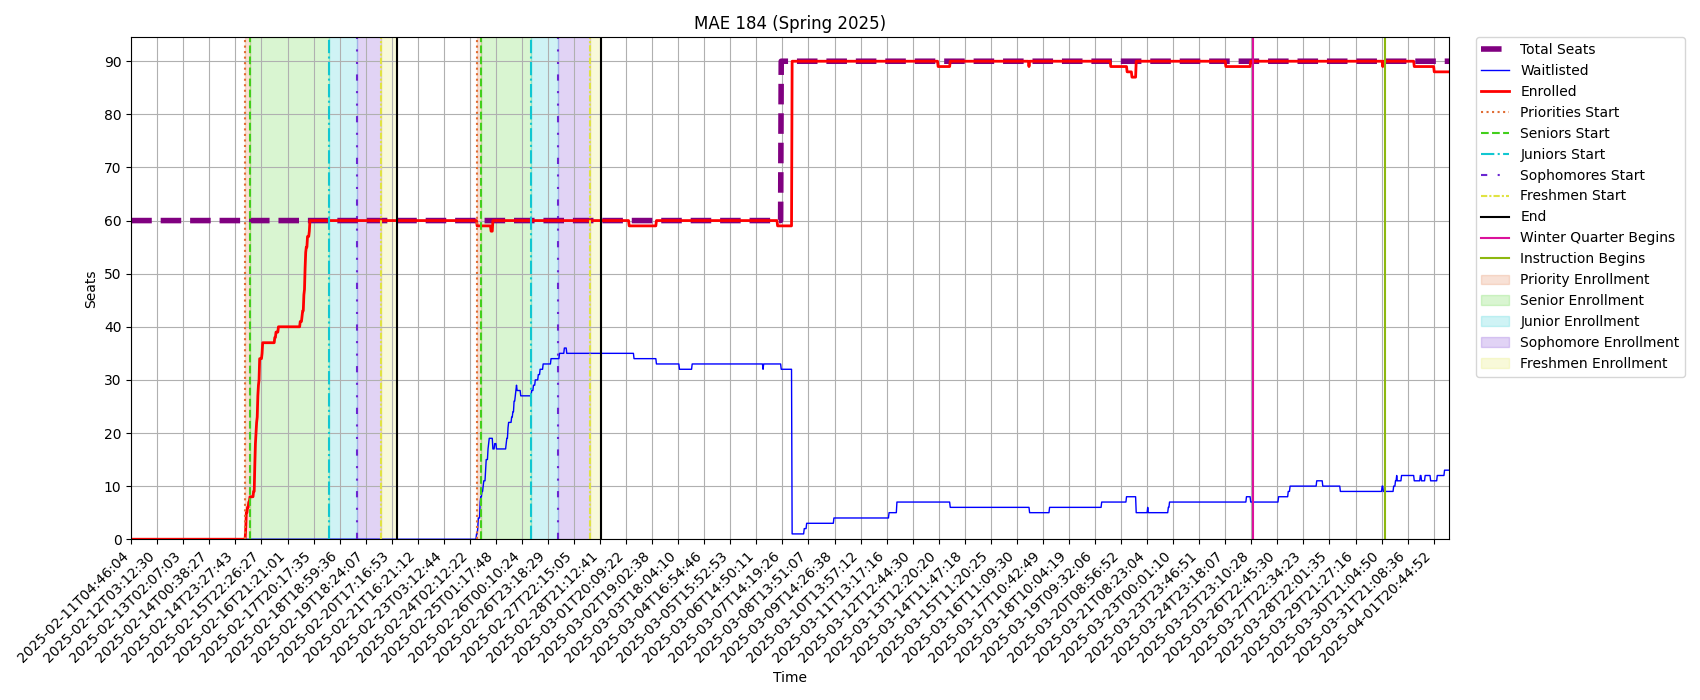 MAE 184 (Spring 2025)
Seats
90
80
70
60
50
40
30
20
10
0
2025-02-11T04:46:04
2025-02-12T03:12:30
2025-02-13T02:07:03
2025-02-14T00:38:27
2025-02-14T23:27:43
2025-02-15T22:26:27
2025-02-16T21:21:01
2025-02-17T20:17:35
2025-02-18T18:59:36
2025-02-19T18:24:07
2025-02-20T17:16:53
2025-02-21T16:21:12
2025-02-23T03:12:44
2025-02-24T02:12:22
2025-02-25T01:17:48
2025-02-26T00:10:24
2025-02-26T23:18:29
2025-02-27T22:15:05
2025-02-28T21:12:41
2025-03-01T20:09:22
2025-03-02T19:02:38
2025-03-03T18:04:10
2025-03-04T16:54:46
2025-03-05T15:52:53
2025-03-06T14:50:11
2025-03-07T14:19:26
2025-03-08T13:51:07
2025-03-09T14:26:38
2025-03-10T13:57:12
2025-03-11T13:17:16
2025-03-12T12:44:30
2025-03-13T12:20:20
2025-03-14T11:47:18
2025-03-15T11:20:25
2025-03-16T11:09:30
2025-03-17T10:42:49
2025-03-18T10:04:19
2025-03-19T09:32:06
2025-03-20T08:56:52
2025-03-21T08:23:04
2025-03-23T00:01:10
2025-03-23T23:46:51
2025-03-24T23:18:07
2025-03-25T23:10:28
2025-03-26T22:45:30
2025-03-27T22:34:23
2025-03-28T22:01:35
2025-03-29T21:27:16
2025-03-30T21:04:50
2025-03-31T21:08:36
2025-04-01T20:44:52
Time
Total Seats
Waitlisted
Enrolled
Priorities Start
Seniors Start
Juniors Start
Sophomores Start
Freshmen Start
End
Winter Quarter Begins
Instruction Begins
Priority Enrollment
Senior Enrollment
Junior Enrollment
Sophomore Enrollment
Freshmen Enrollment